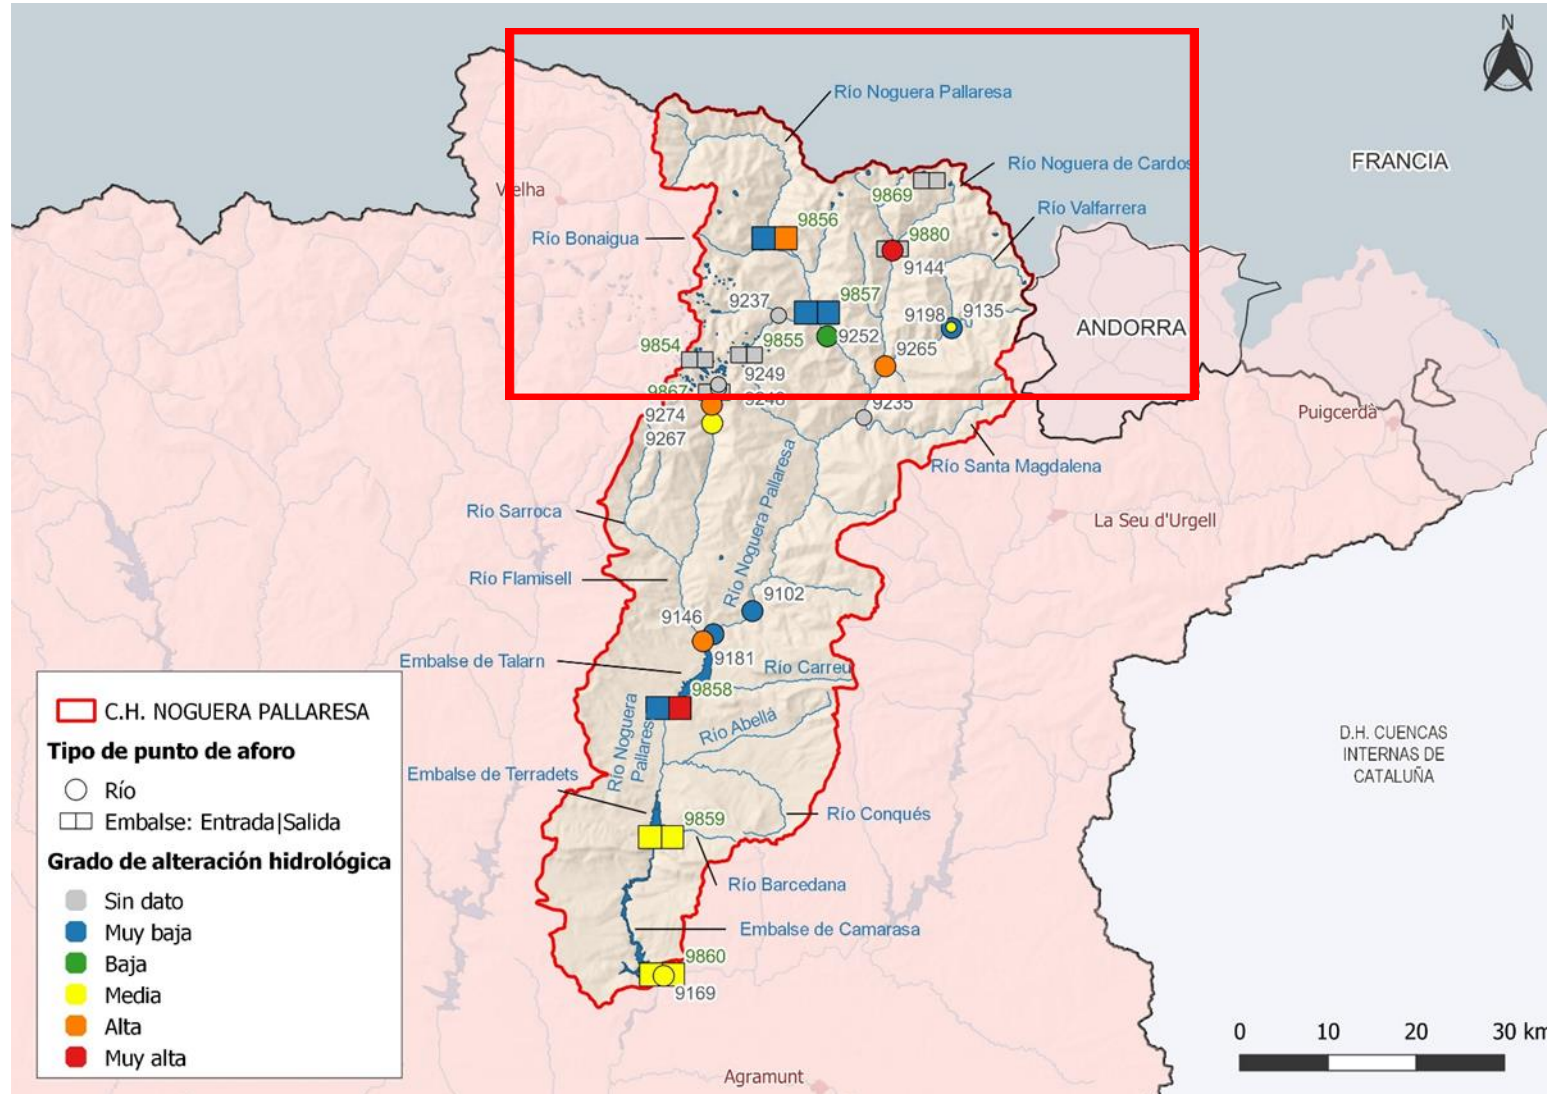 N
Río Noguera Pallaresa
FRANCIA
Río Noguera de Cardos
Vielha
9869
Río Valfarrera
9856
Río Bonaigua
9880
9144
9857
9237
9198
9135
ANDORRA
9252
9854
9855
9265
9249
9867
9248
9274
9235
Puigcerdà
9267
Río Santa Magdalena
Río Noguera Pallaresa
Río Sarroca
La Seu d'Urgell
Río Flamisell
9102
9146
9181
Embalse de Talarn
Río Carreu
9858
Río Noguera
Pallares
Río Abellá
D.H. CUENCAS
INTERNAS DE
CATALUÑA
Embalse de Terradets
9859
Río Conqués
Río Barcedana
Embalse de Camarasa
9860
9169
Agramunt
C.H. NOGUERA PALLARESA
Tipo de punto de aforo
Río
Embalse: Entrada|Salida
Grado de alteración hidrológica
Sin dato
Muy baja
Baja
Media
Alta
Muy alta
0 10 20 30 km